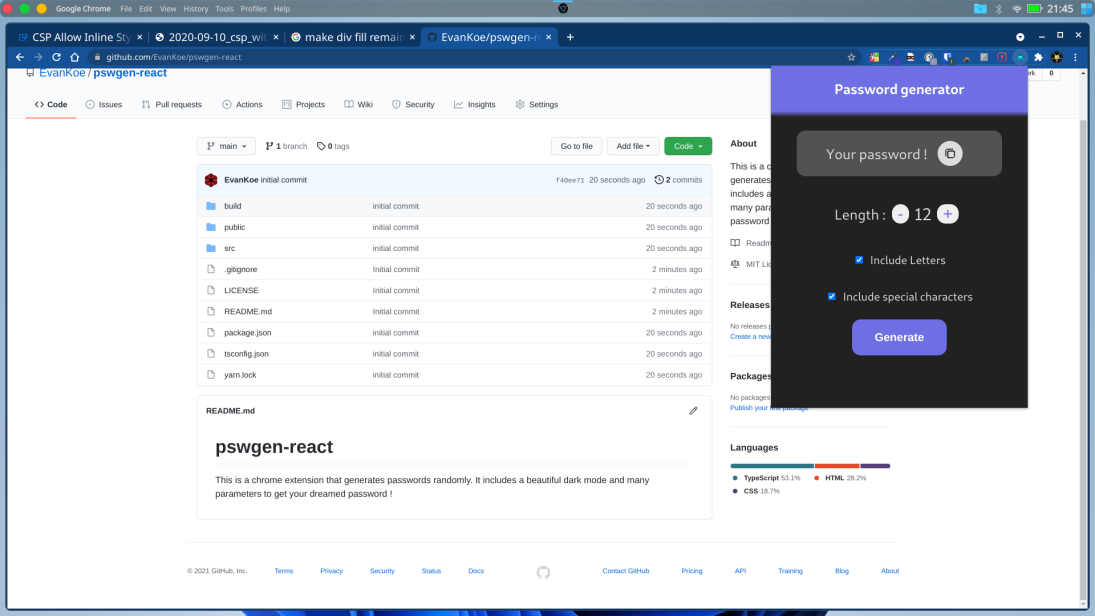 Google Chrome File Edit View History Tools Profiles Help 21:45
CSP Allow Inline Sty × 2020-09-10_csp_wit × make div fill remain × EvanKoe/pswgen-re × +
github.com/EvanKoe/pswgen-react
EvanKoe / pswgen-react
ork 0
Code Issues Pull requests Actions Projects Wiki Security Insights Settings
main 1 branch 0 tags Go to file Add file Code
EvanKoe initial commit f40ee71 20 seconds ago 2 commits
build initial commit 20 seconds ago
public initial commit 20 seconds ago
src initial commit 20 seconds ago
.gitignore Initial commit 2 minutes ago
LICENSE Initial commit 2 minutes ago
README.md Initial commit 2 minutes ago
package.json initial commit 20 seconds ago
tsconfig.json initial commit 20 seconds ago
yarn.lock initial commit 20 seconds ago
README.md
pswgen-react
This is a chrome extension that generates passwords randomly. It includes a beautiful dark mode and many
parameters to get your dreamed password !
About
This is a c
generates
includes a
many para
password
Readm
MIT Lic
Releases
No releases p
Create a new
Packages
No packages
Publish your first package
Languages
TypeScript 53.1% HTML 28.2%
CSS 18.7%
Password generator
Your password !
Length : - 12 +
Include Letters
Include special characters
Generate
© 2021 GitHub, Inc. Terms Privacy Security Status Docs Contact GitHub Pricing API Training Blog About